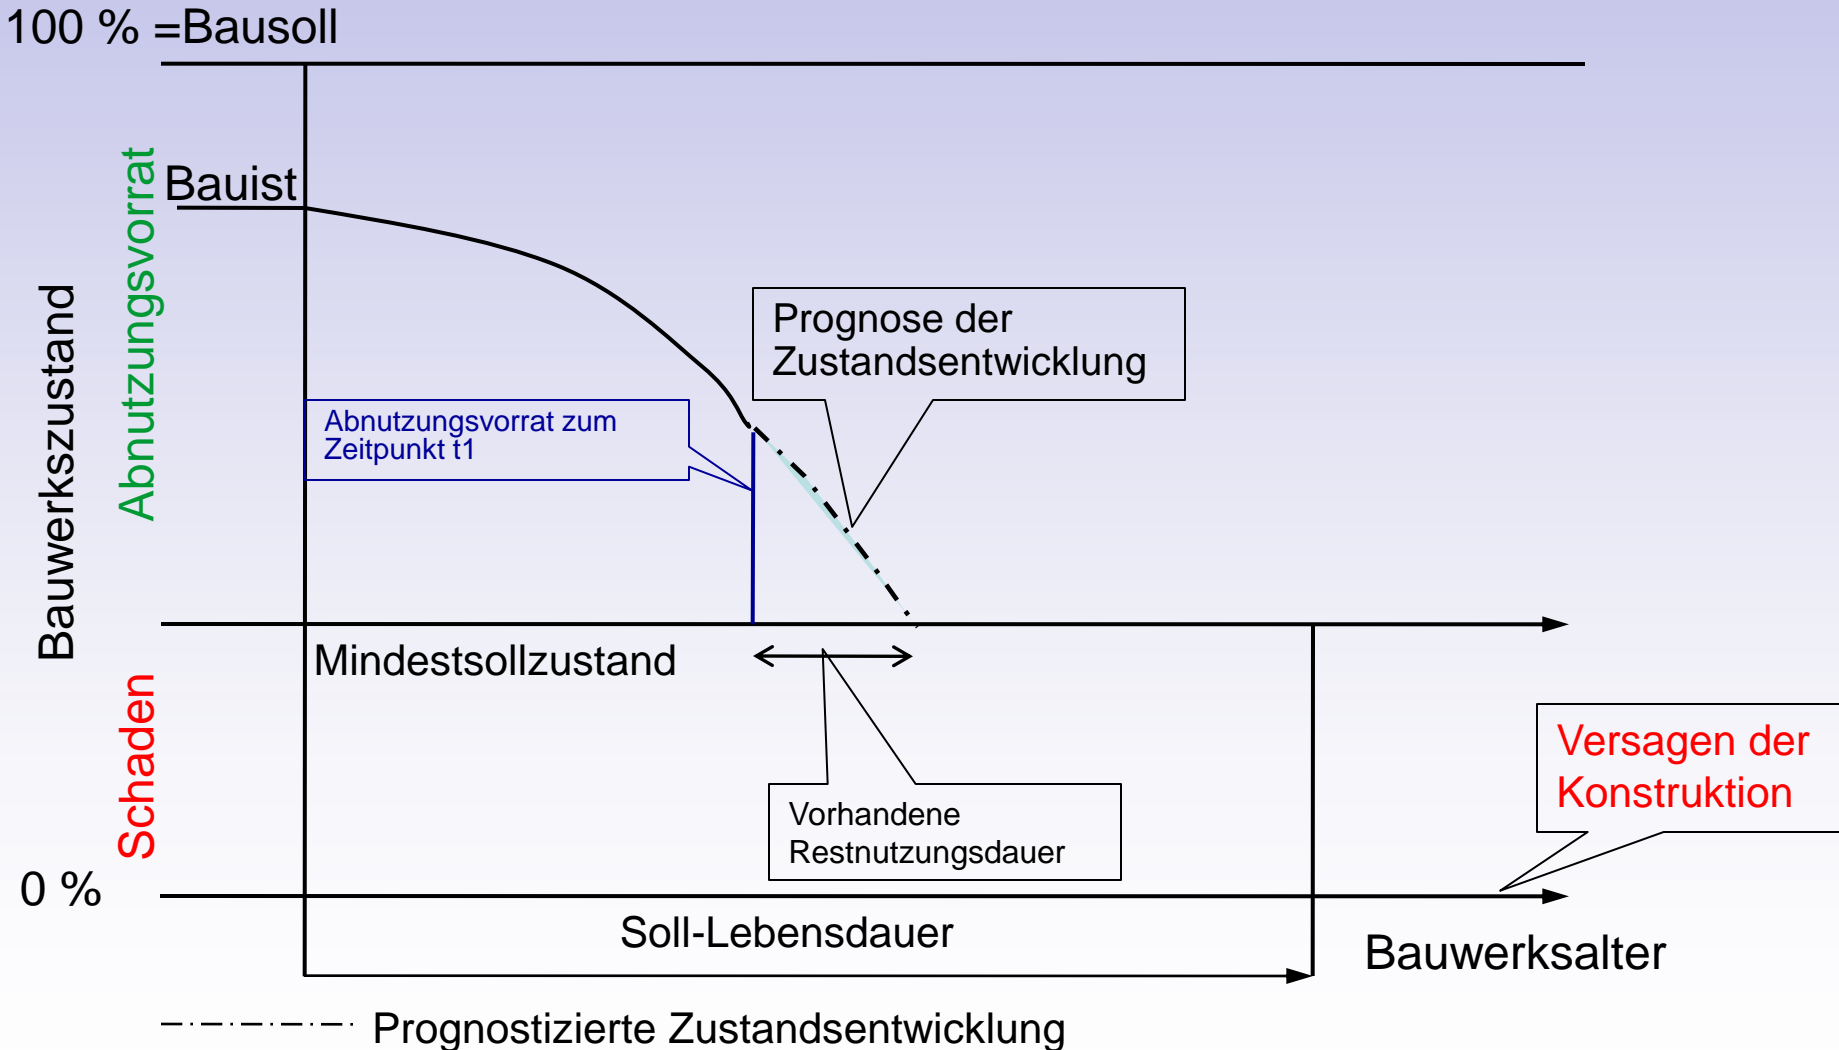 100 % =Bausoll
Bauist
Abnutzungsvorrat
Bauwerkszustand
Prognose der
Zustandsentwicklung
Abnutzungsvorrat zum
Zeitpunkt t1
Mindestsollzustand
Schaden
Versagen der
Konstruktion
Vorhandene
Restnutzungsdauer
0 %
Soll-Lebensdauer
Bauwerksalter
Prognostizierte Zustandsentwicklung